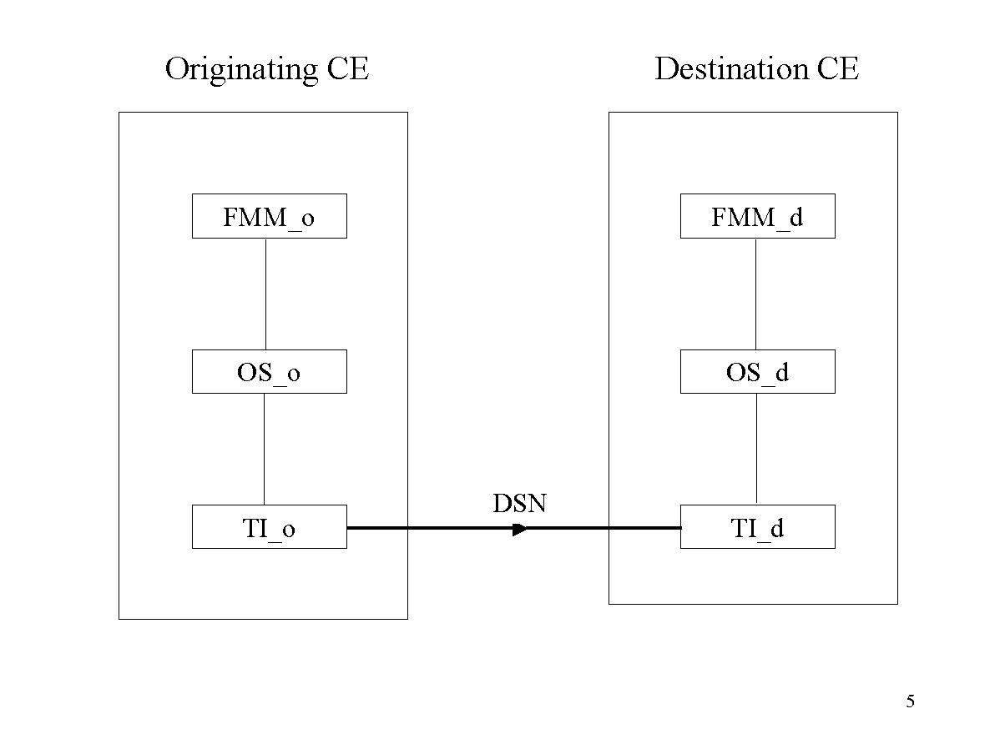 Originating CE
Destination CE
FMM_o
FMM_d
OS_o
OS_d
DSN
TI_o
TI_d
5